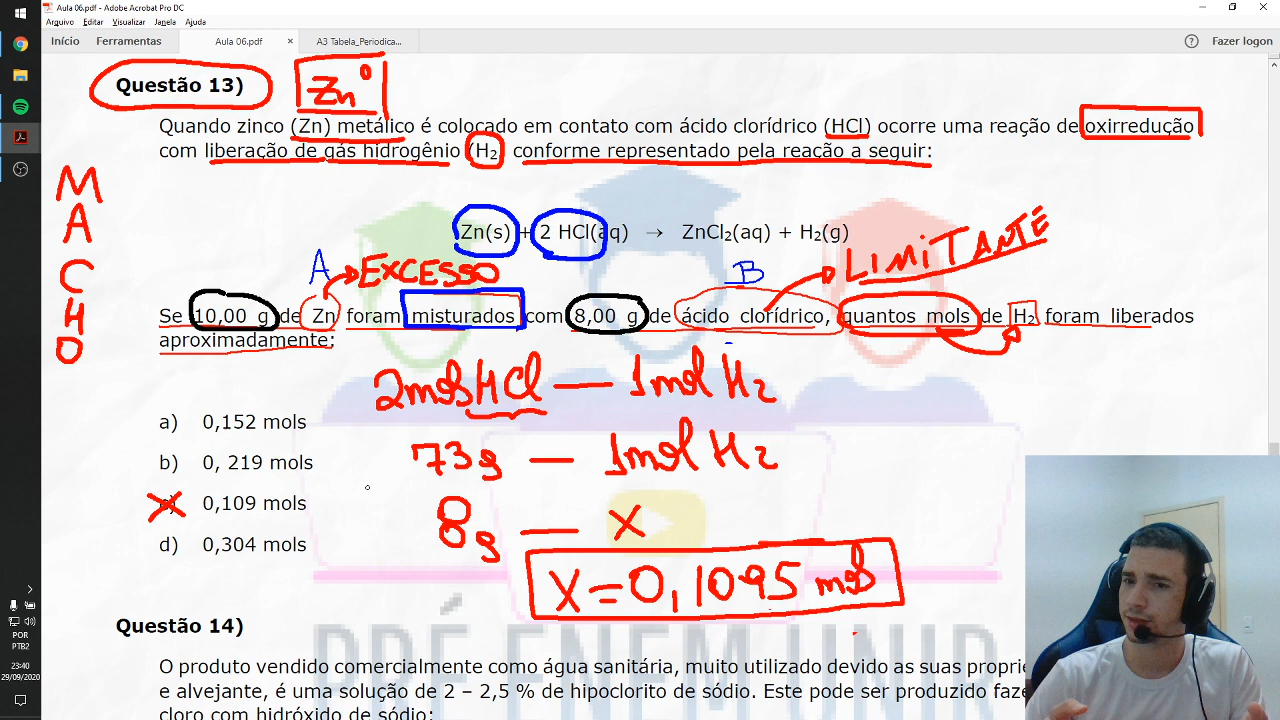 Aula 06.pdf - Adobe Acrobat Pro DC
Arquivo Editar Visualizar Janela Ajuda
Início Ferramentas Aula 06.pdf × A3 Tabela_Periodica... Fazer logon
Questão 13)
Zn⁰
Quando zinco (Zn) metálico é colocado em contato com ácido clorídrico (HCl) ocorre uma reação de oxirredução
com liberação de gás hidrogênio (H₂ conforme representado pela reação a seguir:
MACHO
Zn(s) + 2 HCl(aq) → ZnCl₂(aq) + H₂(g)
A EXCESSO B LIMITANTE
Se 10,00 g de Zn foram misturados com 8,00 g de ácido clorídrico, quantos mols de H₂ foram liberados
aproximadamente:
2mols HCl — 1mol H₂
a) 0,152 mols
73g — 1mol H₂
b) 0, 219 mols
c) 0,109 mols
8g — X
d) 0,304 mols
X = 0,1095 mols
Questão 14)
PRÉ ENEM UNIR
O produto vendido comercialmente como água sanitária, muito utilizado devido as suas proprie
e alvejante, é uma solução de 2 – 2,5 % de hipoclorito de sódio. Este pode ser produzido faze
cloro com hidróxido de sódio:
POR
PTB2
23:40
29/09/2020